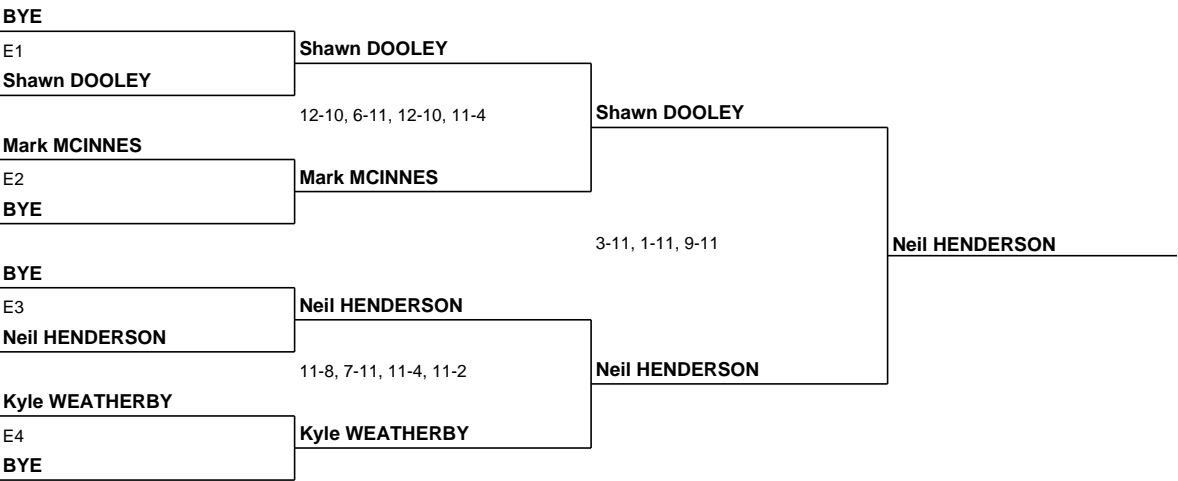 BYE
E1
Shawn DOOLEY
Mark MCINNES
E2
BYE
BYE
E3
Neil HENDERSON
Kyle WEATHERBY
E4
BYE
Shawn DOOLEY
12-10, 6-11, 12-10, 11-4
Mark MCINNES
Neil HENDERSON
11-8, 7-11, 11-4, 11-2
Kyle WEATHERBY
Shawn DOOLEY
3-11, 1-11, 9-11
Neil HENDERSON
Neil HENDERSON